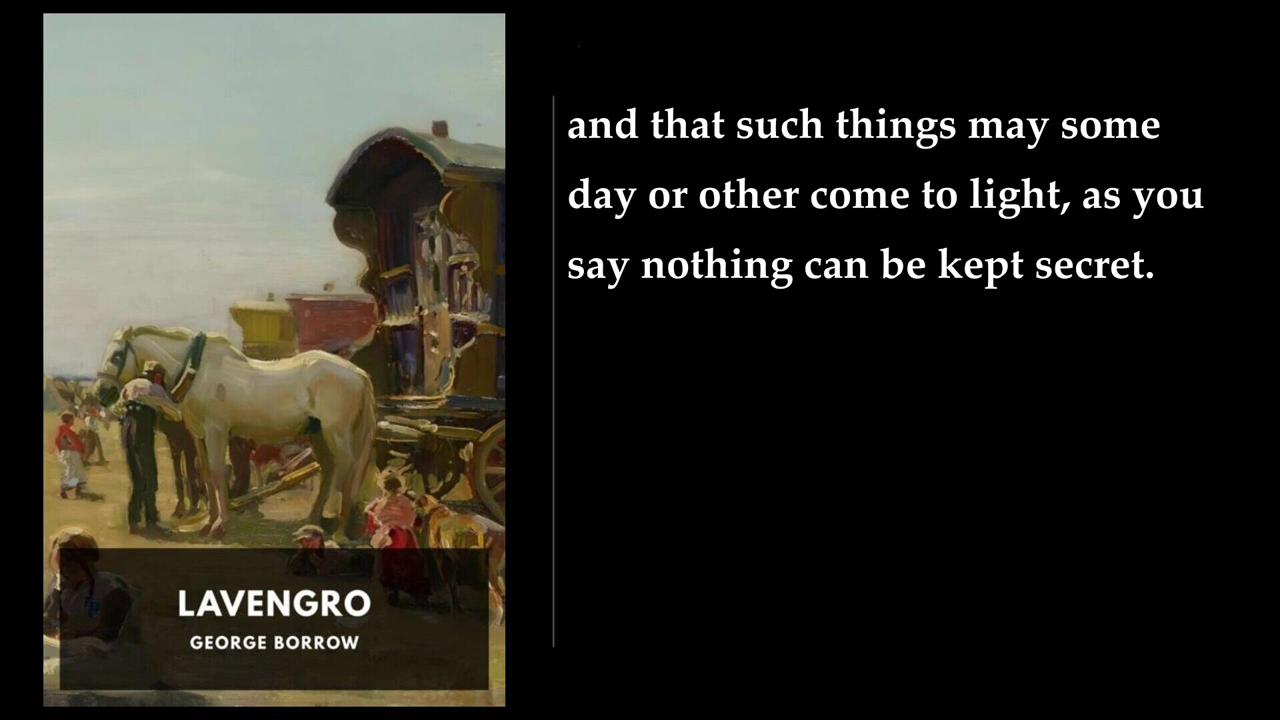 and that such things may some
day or other come to light, as you
say nothing can be kept secret.
LAVENGRO
GEORGE BORROW